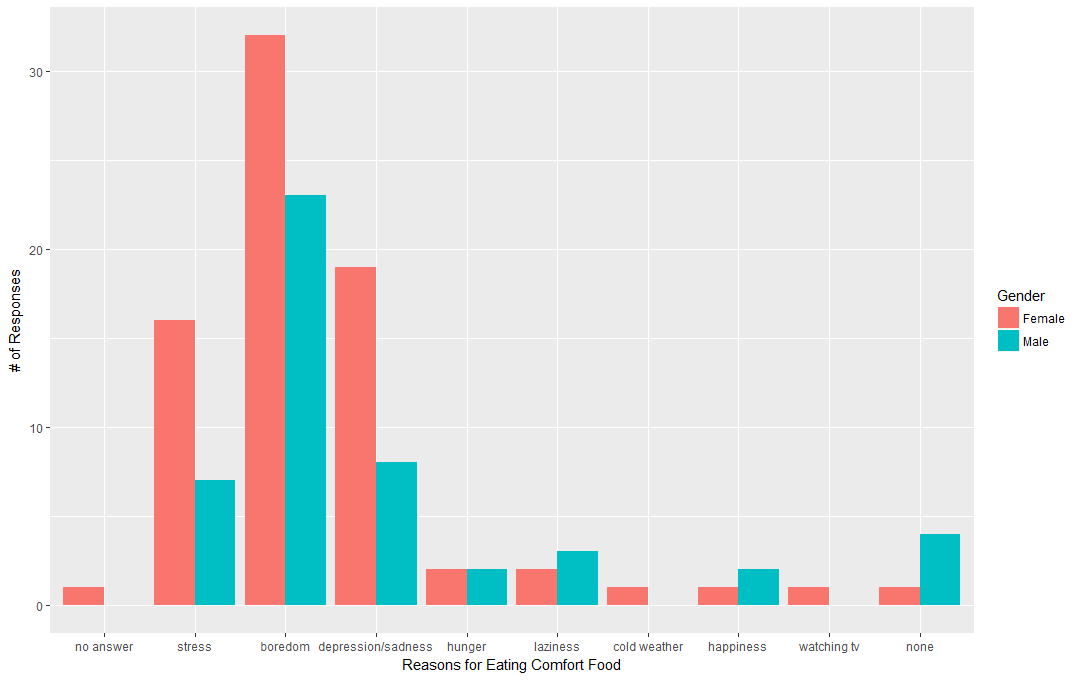 30
20
10
0
# of Responses
no answer stress boredom depression/sadness hunger laziness cold weather happiness watching tv none
Reasons for Eating Comfort Food
Gender
Female
Male